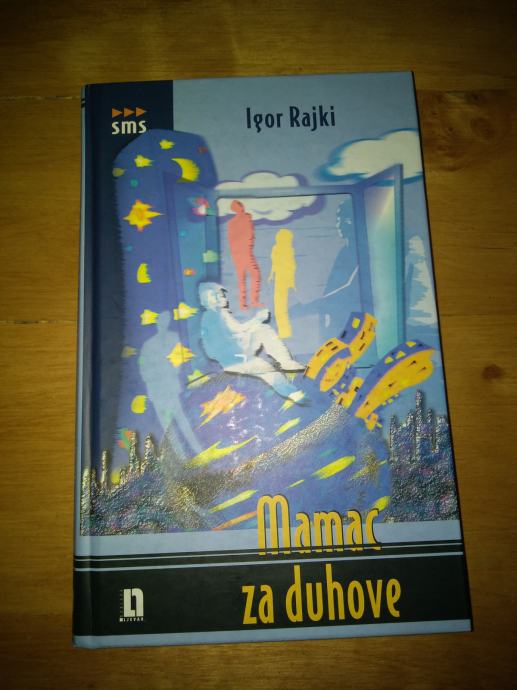 sms
Igor Rajki
Mamac
za duhove